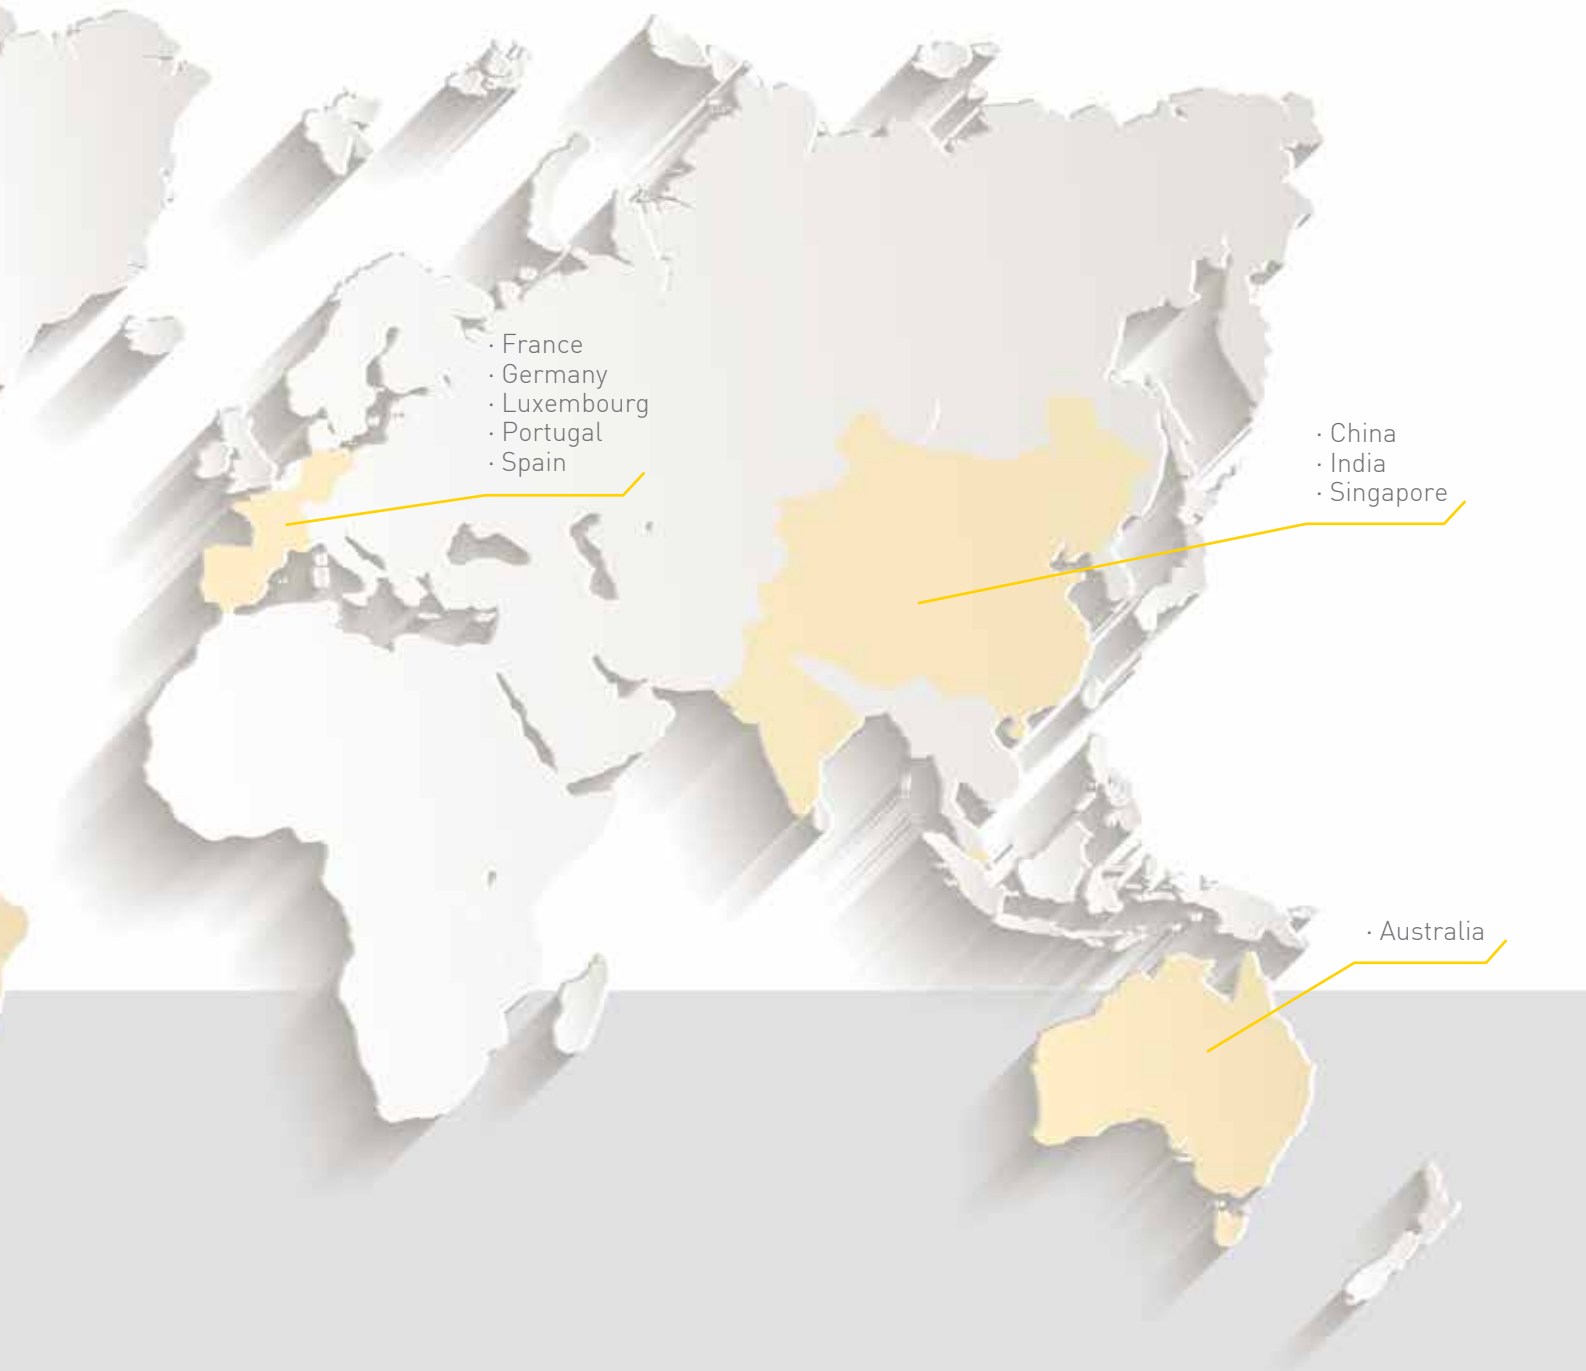 · France
· Germany
· Luxembourg
· Portugal
· Spain
· China
· India
· Singapore
· Australia